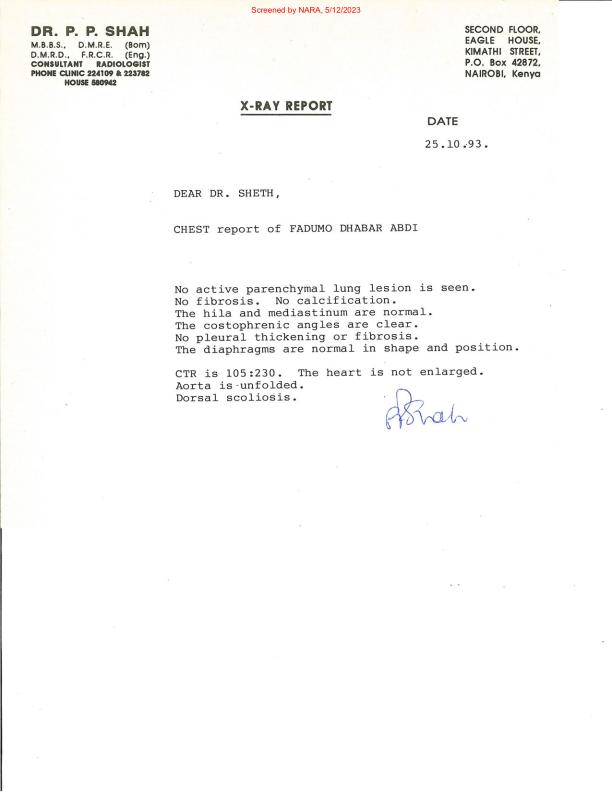 Screened by NARA, 5/12/2023
DR. P. P. SHAH
M.B.B.S., D.M.R.E. (Bom)
D.M.R.D., F.R.C.R. (Eng.)
CONSULTANT RADIOLOGIST
PHONE CLINIC 224109 & 223782
HOUSE 580942
SECOND FLOOR,
EAGLE HOUSE,
KIMATHI STREET,
P.O. Box 42872,
NAIROBI, Kenya
X-RAY REPORT
DATE
25.10.93.
DEAR DR. SHETH,
CHEST report of FADUMO DHABAR ABDI
No active parenchymal lung lesion is seen.
No fibrosis. No calcification.
The hila and mediastinum are normal.
The costophrenic angles are clear.
No pleural thickening or fibrosis.
The diaphragms are normal in shape and position.
CTR is 105:230. The heart is not enlarged.
Aorta is unfolded.
Dorsal scoliosis.
PPShah